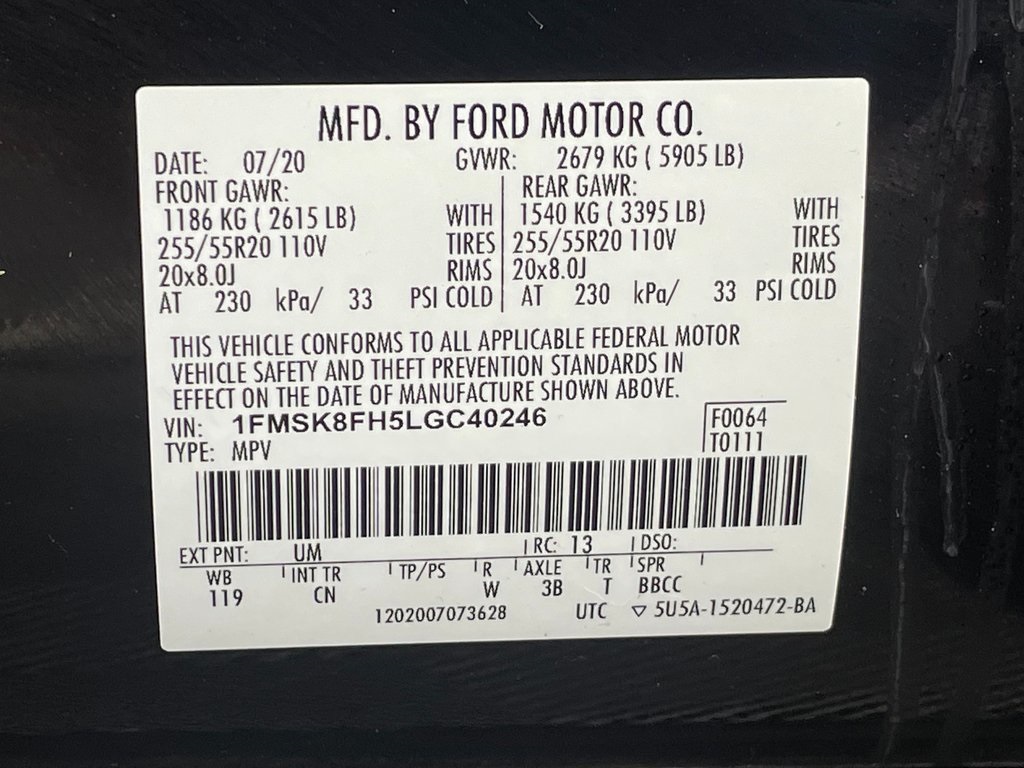 MFD. BY FORD MOTOR CO.
DATE: 07/20 GVWR: 2679 KG ( 5905 LB)
FRONT GAWR: REAR GAWR:
1186 KG ( 2615 LB) WITH 1540 KG ( 3395 LB) WITH
255/55R20 110V TIRES 255/55R20 110V TIRES
20x8.0J RIMS 20x8.0J RIMS
AT 230 kPa/ 33 PSI COLD AT 230 kPa/ 33 PSI COLD
THIS VEHICLE CONFORMS TO ALL APPLICABLE FEDERAL MOTOR
VEHICLE SAFETY AND THEFT PREVENTION STANDARDS IN
EFFECT ON THE DATE OF MANUFACTURE SHOWN ABOVE.
VIN: 1FMSK8FH5LGC40246 F0064
TYPE: MPV T0111
EXT PNT: UM RC: 13 DSO:
WB INT TR TP/PS R AXLE TR SPR
119 CN W 3B T BBCC
1202007073628 UTC ▽ 5U5A-1520472-BA